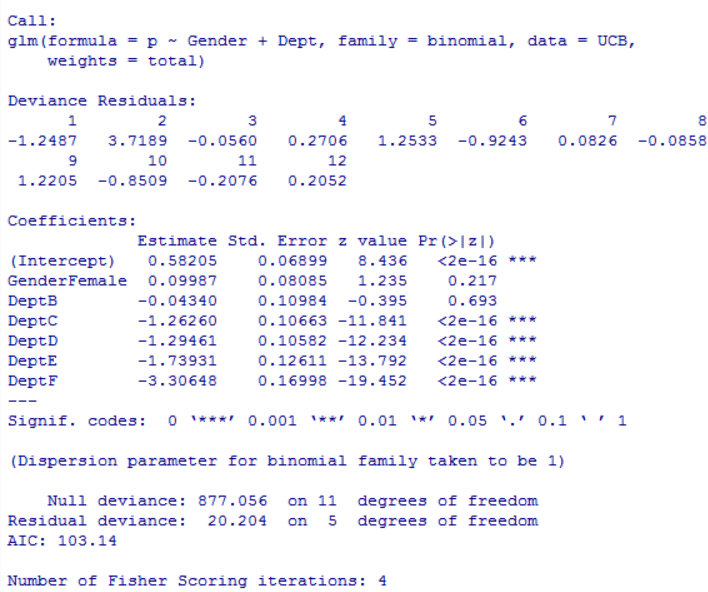 Call:
glm(formula = p ~ Gender + Dept, family = binomial, data = UCB,
    weights = total)
Deviance Residuals:
      1        2        3        4        5        6        7        8
-1.2487   3.7189  -0.0560   0.2706   1.2533  -0.9243   0.0826  -0.0858
      9       10       11       12
 1.2205  -0.8509  -0.2076   0.2052
Coefficients:
             Estimate Std. Error z value Pr(>|z|)
(Intercept)   0.58205    0.06899   8.436   <2e-16 ***
GenderFemale  0.09987    0.08085   1.235    0.217
DeptB        -0.04340    0.10984  -0.395    0.693
DeptC        -1.26260    0.10663 -11.841   <2e-16 ***
DeptD        -1.29461    0.10582 -12.234   <2e-16 ***
DeptE        -1.73931    0.12611 -13.792   <2e-16 ***
DeptF        -3.30648    0.16998 -19.452   <2e-16 ***
---
Signif. codes:  0 ‘***’ 0.001 ‘**’ 0.01 ‘*’ 0.05 ‘.’ 0.1 ‘ ’ 1
(Dispersion parameter for binomial family taken to be 1)
    Null deviance: 877.056  on 11  degrees of freedom
Residual deviance:  20.204  on  5  degrees of freedom
AIC: 103.14
Number of Fisher Scoring iterations: 4